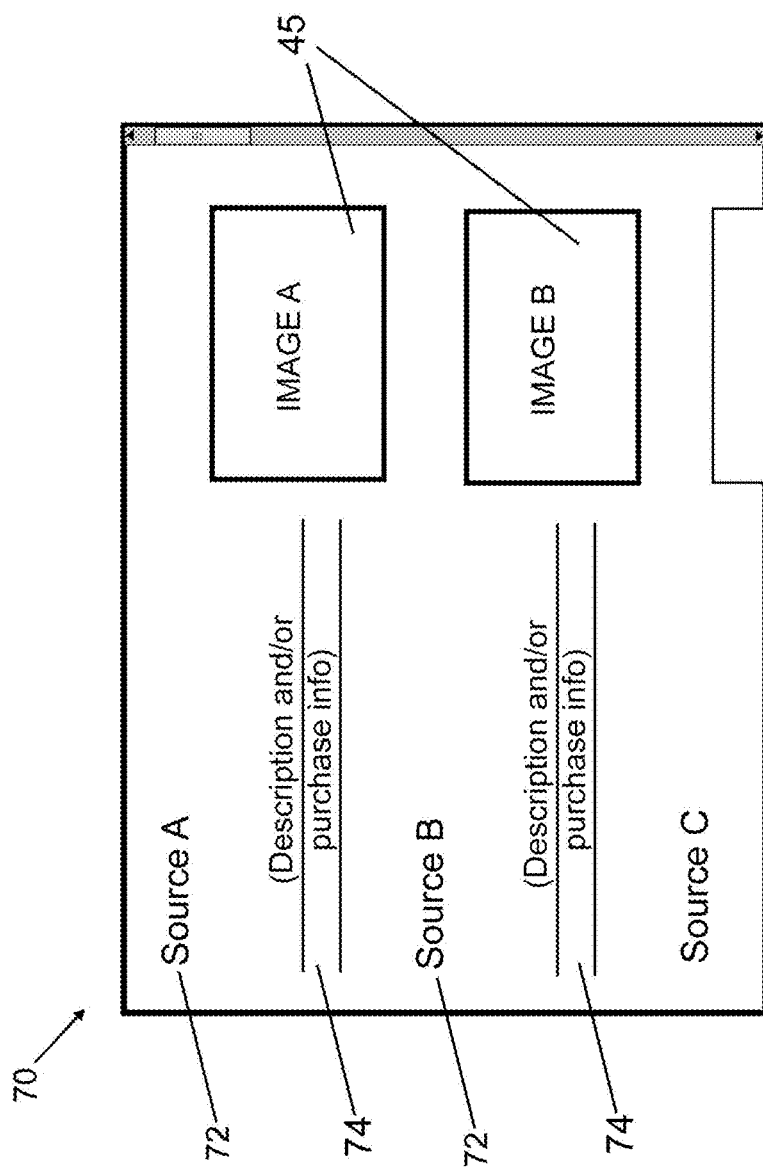 70
72
Source A
45
IMAGE A
74
(Description and/or
purchase info)
72
Source B
IMAGE B
74
(Description and/or
purchase info)
Source C